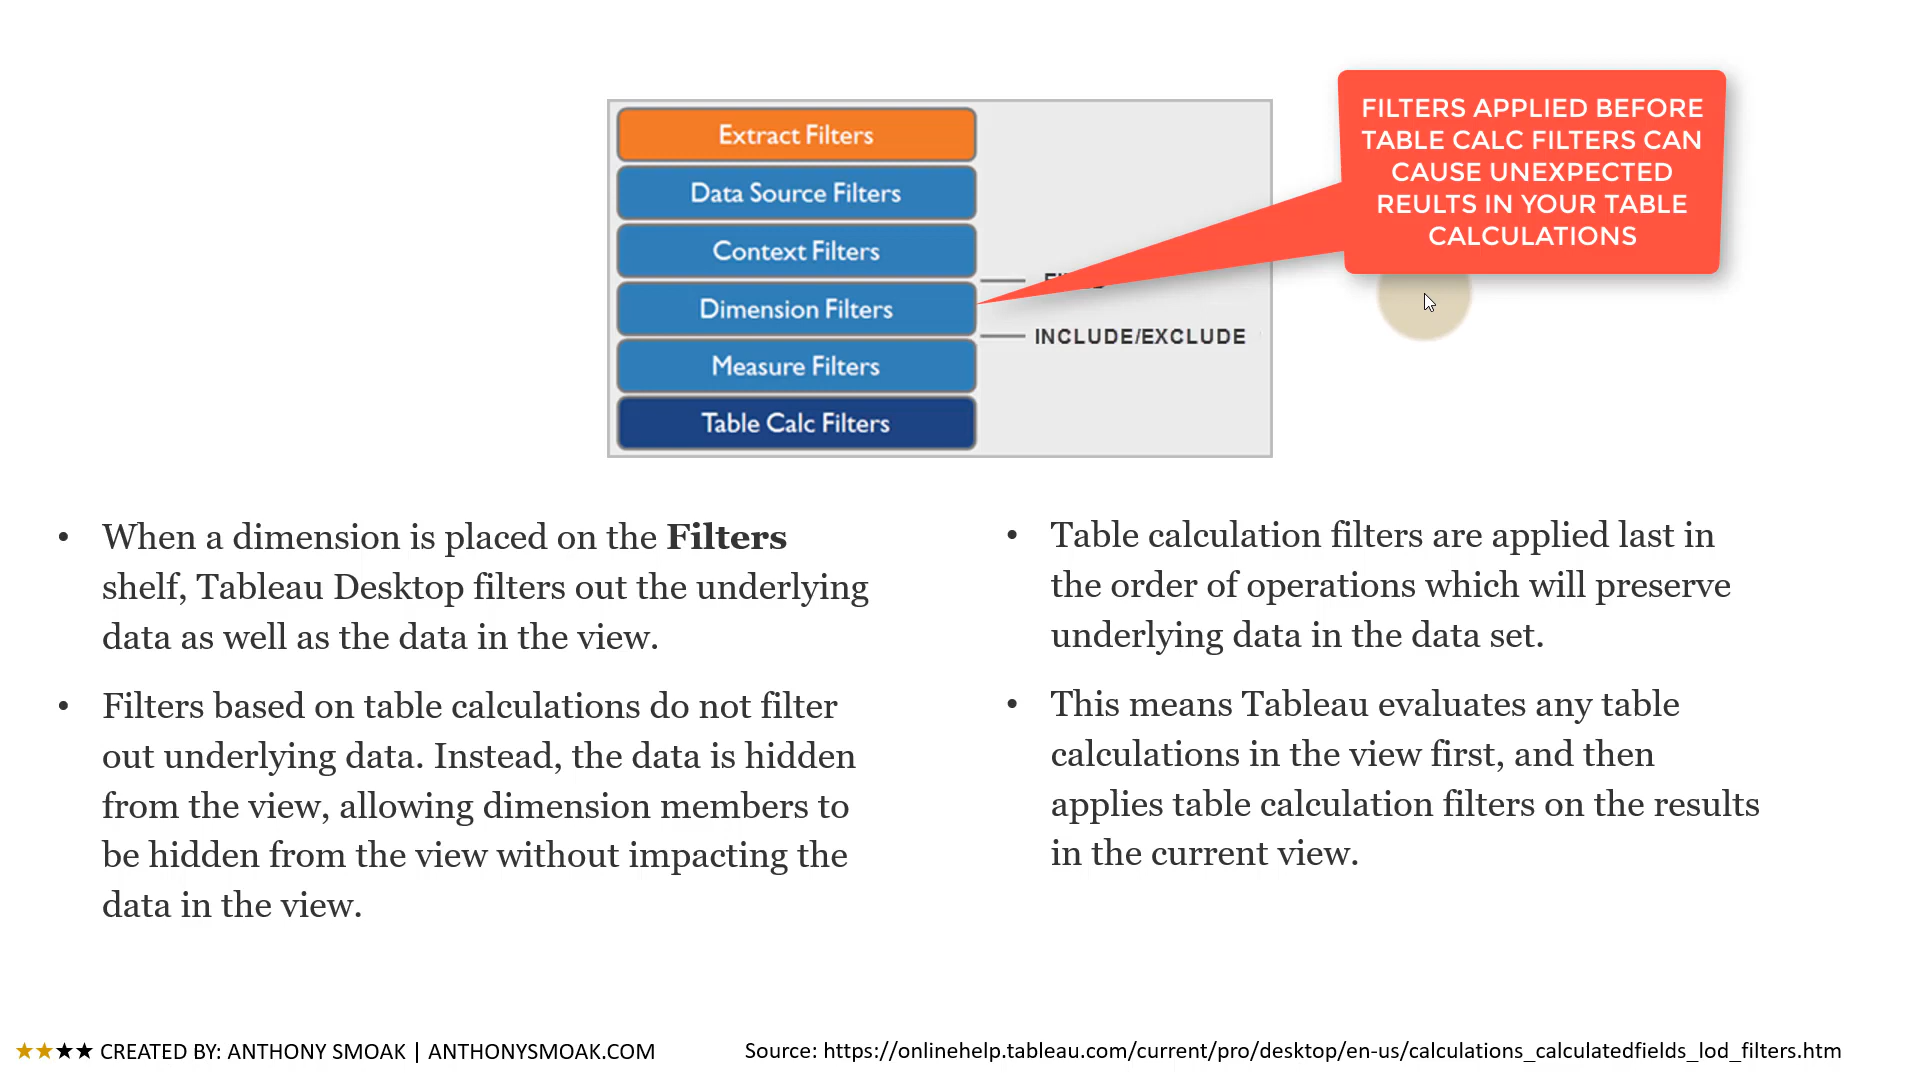 Extract Filters
Data Source Filters
Context Filters
Dimension Filters
INCLUDE/EXCLUDE
Measure Filters
Table Calc Filters
FILTERS APPLIED BEFORE
TABLE CALC FILTERS CAN
CAUSE UNEXPECTED
REULTS IN YOUR TABLE
CALCULATIONS
• When a dimension is placed on the Filters
shelf, Tableau Desktop filters out the underlying
data as well as the data in the view.
• Filters based on table calculations do not filter
out underlying data. Instead, the data is hidden
from the view, allowing dimension members to
be hidden from the view without impacting the
data in the view.
• Table calculation filters are applied last in
the order of operations which will preserve
underlying data in the data set.
• This means Tableau evaluates any table
calculations in the view first, and then
applies table calculation filters on the results
in the current view.
★★★★ CREATED BY: ANTHONY SMOAK | ANTHONYSMOAK.COM
Source: https://onlinehelp.tableau.com/current/pro/desktop/en-us/calculations_calculatedfields_lod_filters.htm